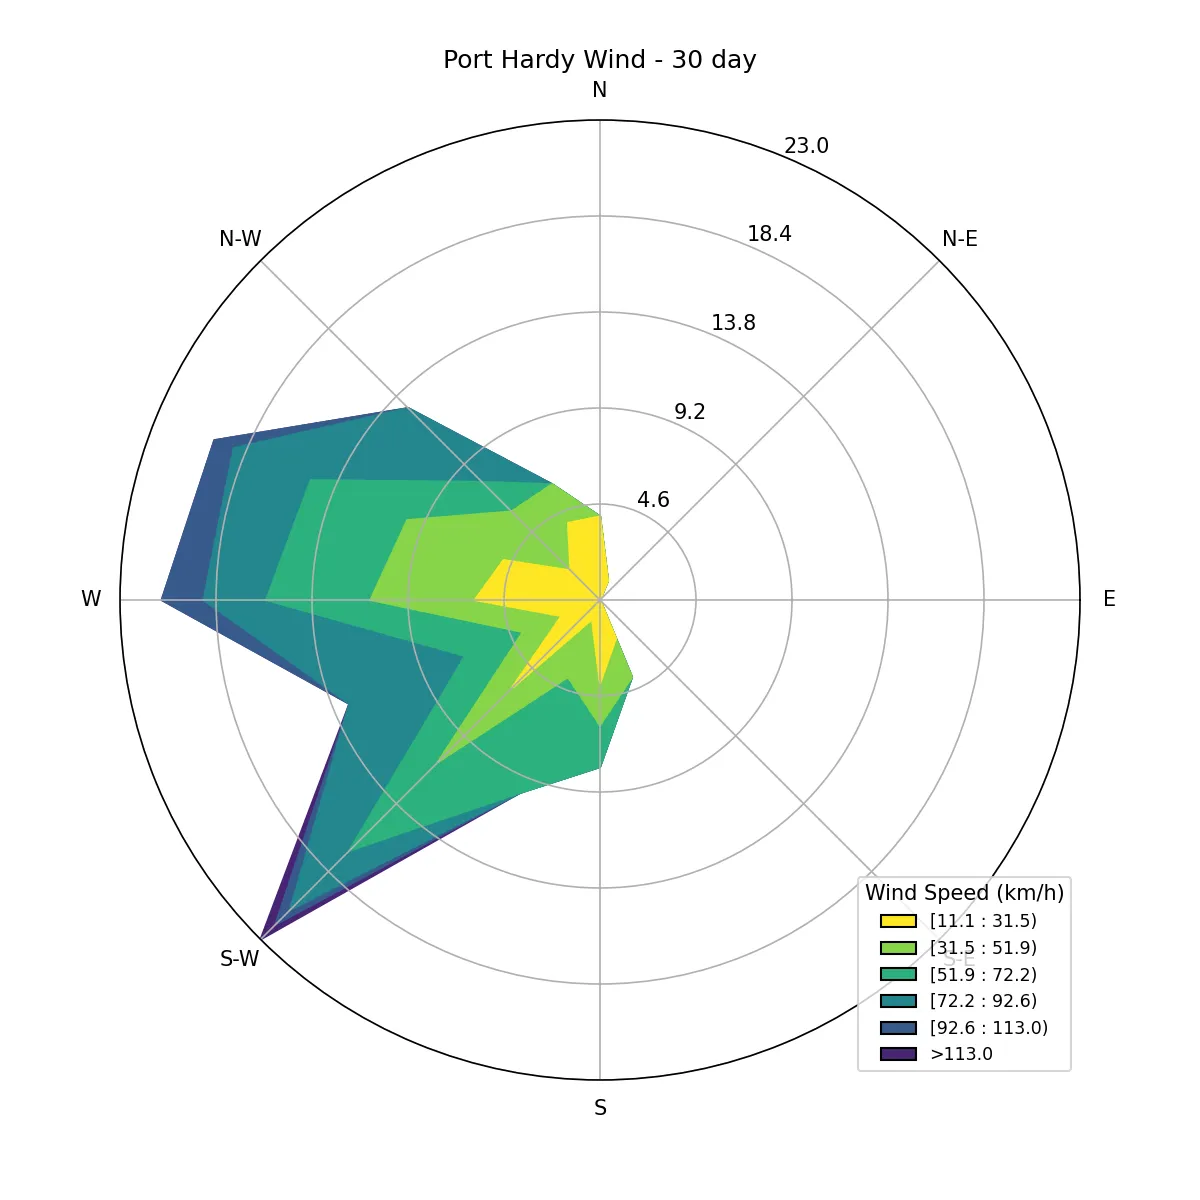 Port Hardy Wind - 30 day
N
23.0
18.4
N-W
N-E
13.8
9.2
4.6
W
E
Wind Speed (km/h)
[11.1 : 31.5)
[31.5 : 51.9)
S-W
S-E
[51.9 : 72.2)
[72.2 : 92.6)
[92.6 : 113.0)
>113.0
S